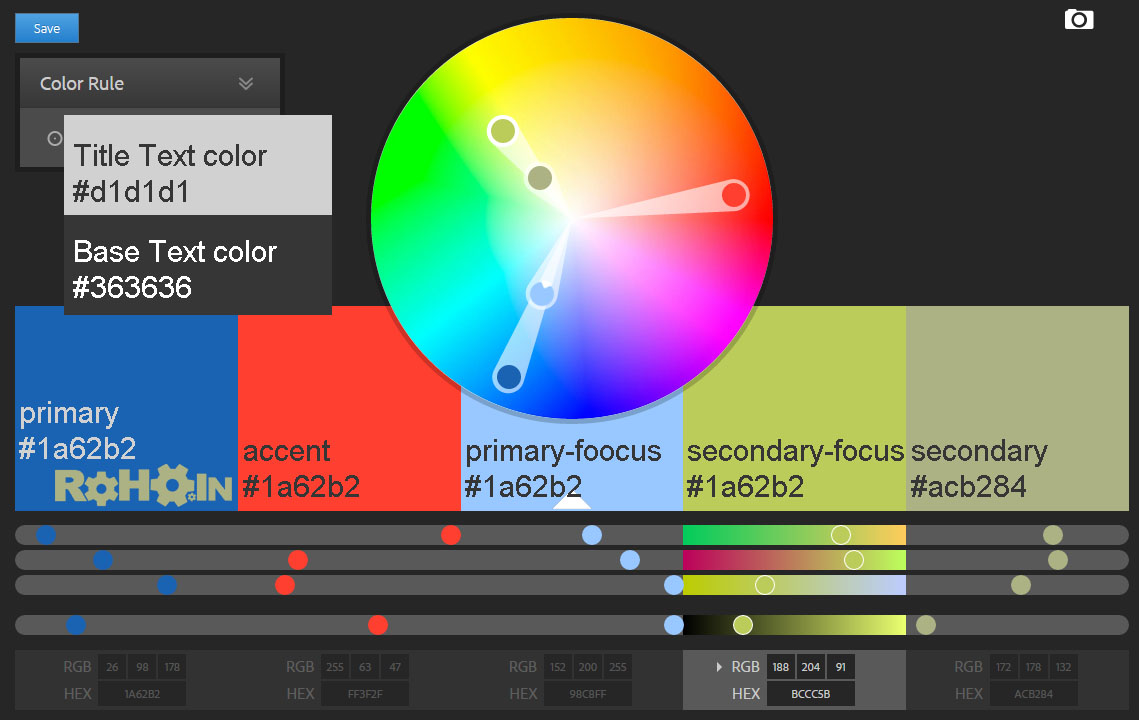 Save
Color Rule
Title Text color
#d1d1d1
Base Text color
#363636
primary
#1a62b2
ROHOIN
accent
#1a62b2
primary-foocus
#1a62b2
secondary-focus
#1a62b2
secondary
#acb284
RGB 26 98 178
HEX 1A62B2
RGB 255 63 47
HEX FF3F2F
RGB 152 200 255
HEX 98C8FF
RGB 188 204 91
HEX BCCC5B
RGB 172 178 132
HEX ACB284